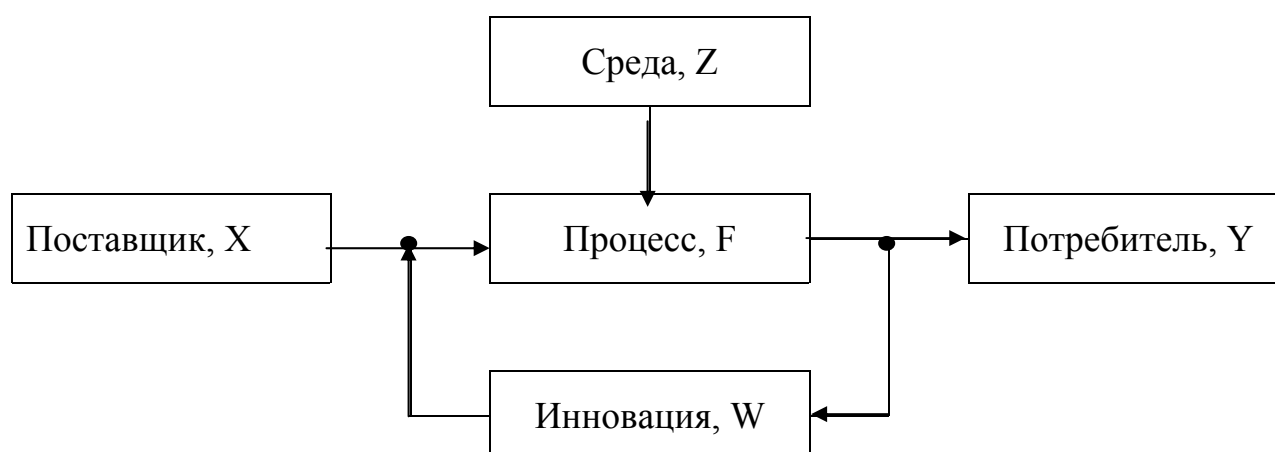 Среда, Z
Поставщик, X
Процесс, F
Потребитель, Y
Инновация, W